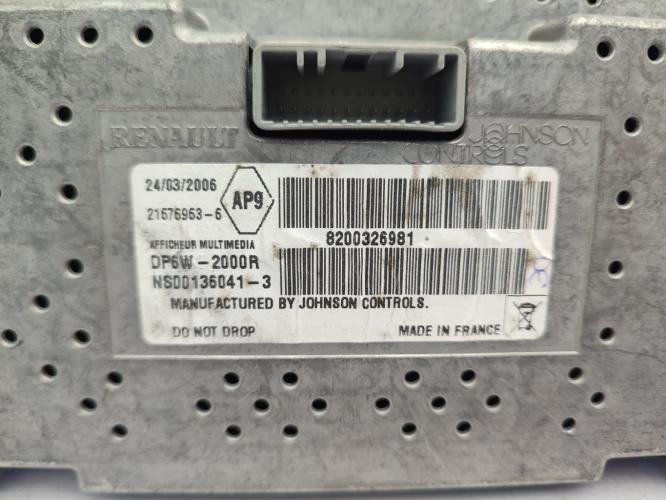 RENAULT
JOHNSON
CONTROLS
24/03/2006
AP9
21676963-6
8200326981
AFFICHEUR MULTIMEDIA
DP6W-2000R
NS00136041-3
MANUFACTURED BY JOHNSON CONTROLS.
DO NOT DROP
MADE IN FRANCE